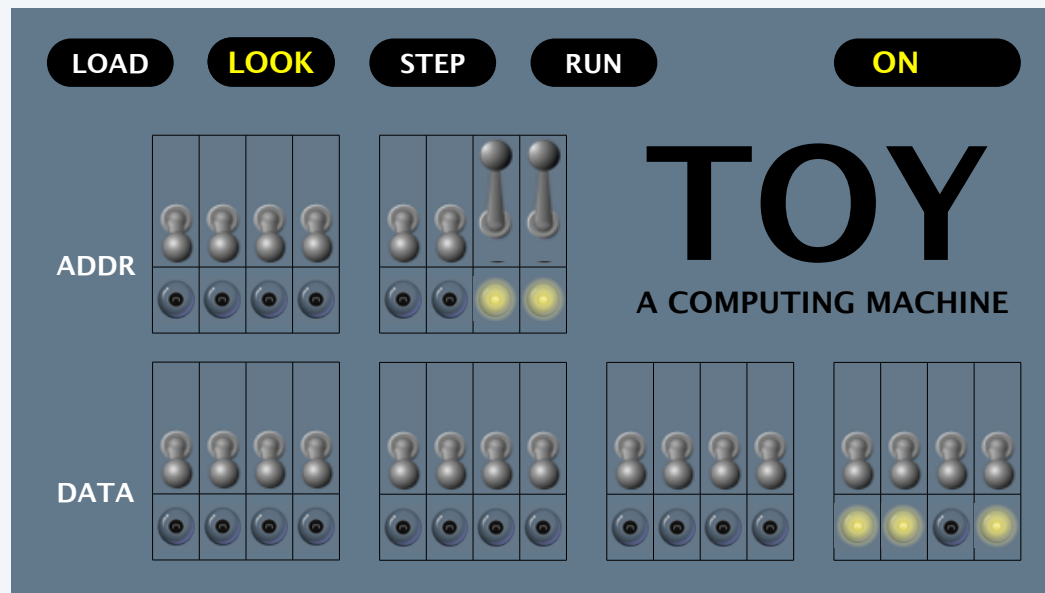 LOAD LOOK STEP RUN ON
TOY
ADDR
A COMPUTING MACHINE
DATA